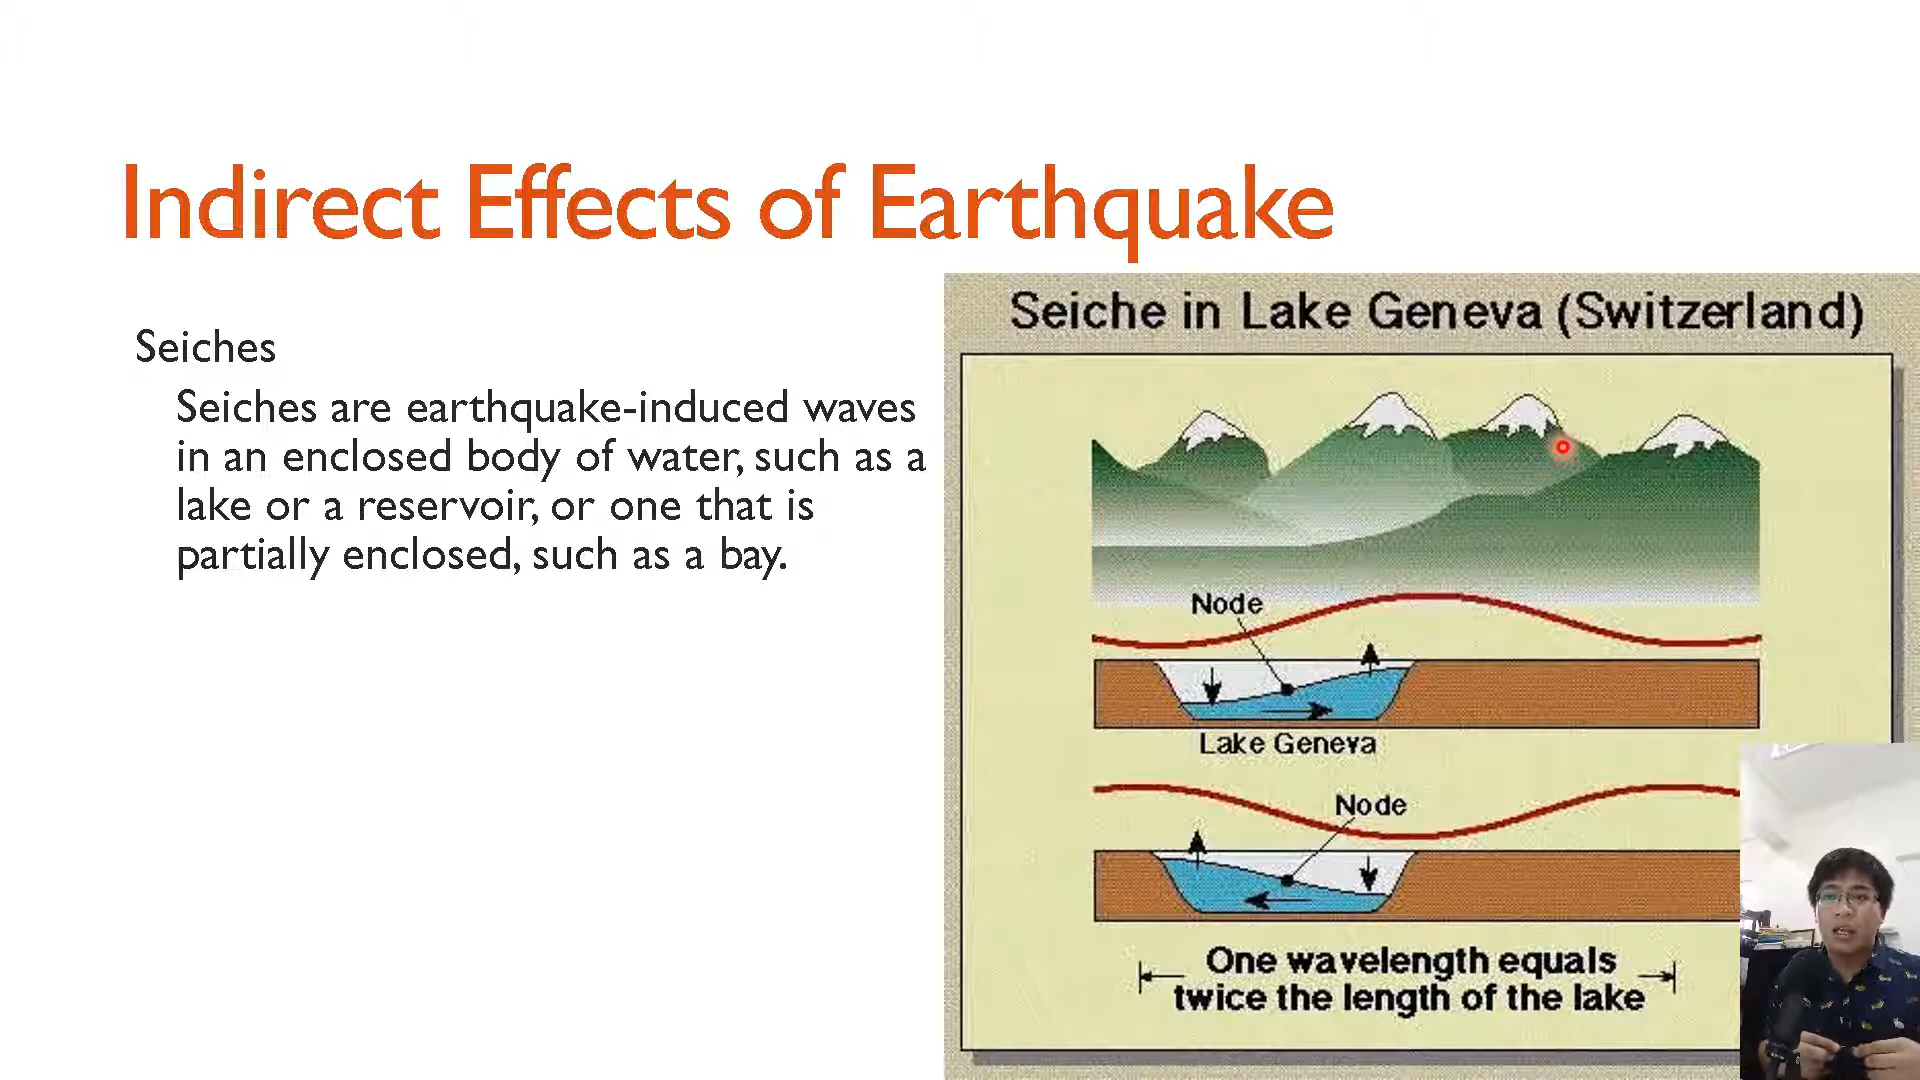 Indirect Effects of Earthquake
Seiches
Seiches are earthquake-induced waves
in an enclosed body of water, such as a
lake or a reservoir, or one that is
partially enclosed, such as a bay.
Seiche in Lake Geneva (Switzerland)
Node
Lake Geneva
Node
One wavelength equals
twice the length of the lake